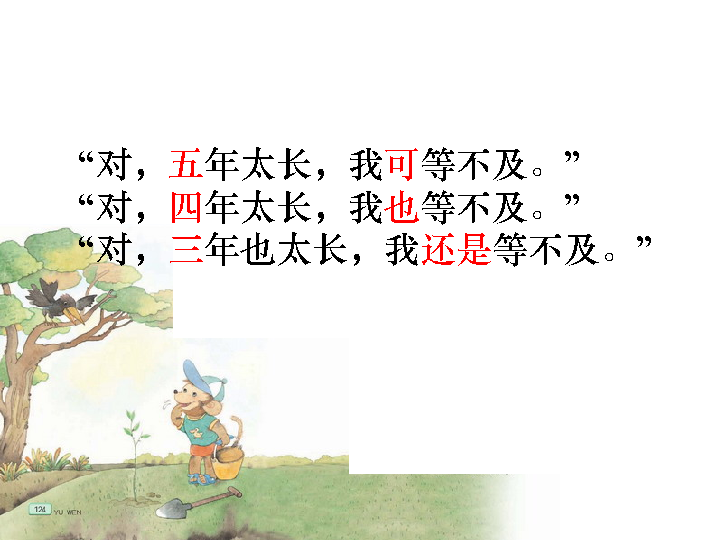 “对，五年太长，我可等不及。”
“对，四年太长，我也等不及。”
“对，三年也太长，我还是等不及。”
124 YU WEN